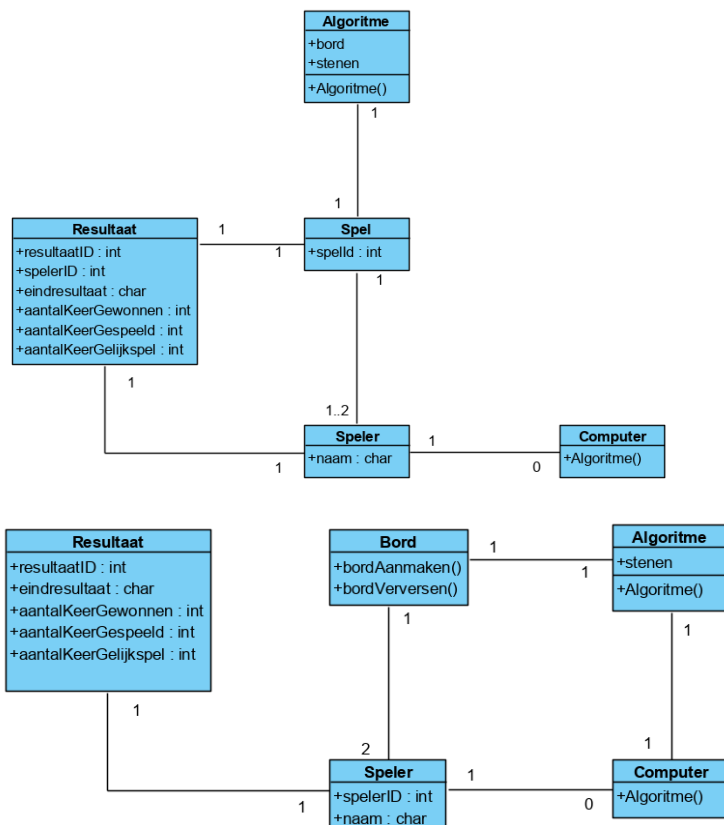 Algoritme
+bord
+stenen
+Algoritme()
1
1
Resultaat
+resultaatID : int
+spelerID : int
+eindresultaat : char
+aantalKeerGewonnen : int
+aantalKeerGespeeld : int
+aantalKeerGelijkspel : int
1
1
Spel
+spelId : int
1
1
1..2
1
Speler
+naam : char
1
0
Computer
+Algoritme()
Resultaat
+resultaatID : int
+eindresultaat : char
+aantalKeerGewonnen : int
+aantalKeerGespeeld : int
+aantalKeerGelijkspel : int
Bord
+bordAanmaken()
+bordVerversen()
1
1
Algoritme
+stenen
+Algoritme()
1
1
1
2
1
1
Speler
+spelerID : int
+naam : char
1
0
Computer
+Algoritme()